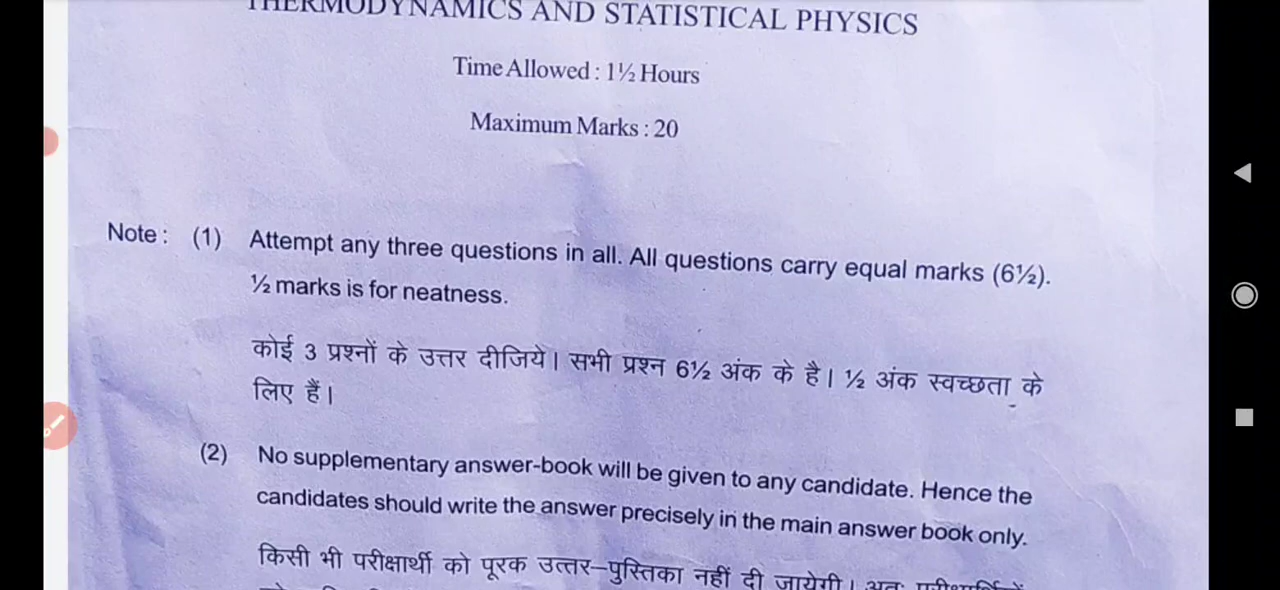 THERMODYNAMICS AND STATISTICAL PHYSICS
Time Allowed : 1½ Hours
Maximum Marks : 20
Note : (1) Attempt any three questions in all. All questions carry equal marks (6½).
½ marks is for neatness.
कोई 3 प्रश्नों के उत्तर दीजिये। सभी प्रश्न 6½ अंक के है। ½ अंक स्वच्छता के
लिए हैं।
(2) No supplementary answer-book will be given to any candidate. Hence the
candidates should write the answer precisely in the main answer book only.
किसी भी परीक्षार्थी को पूरक उत्तर–पुस्तिका नहीं दी जायेगी। अतः